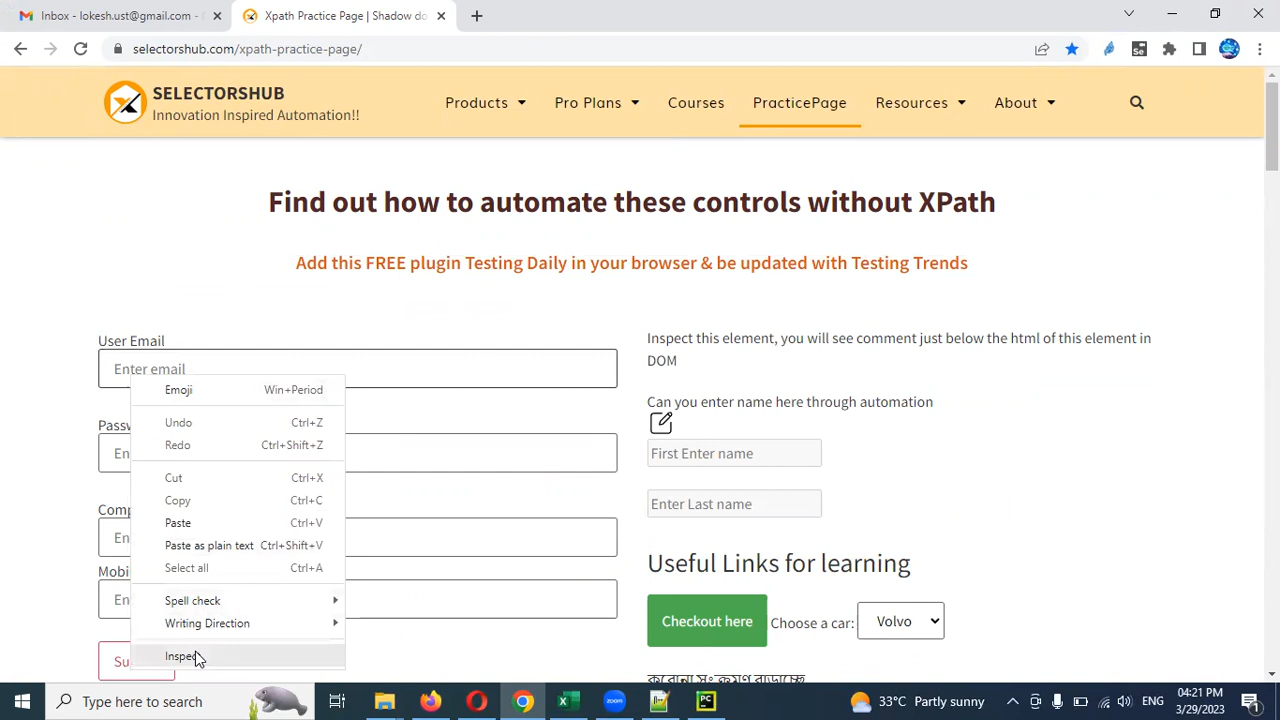 Inbox - lokesh.ust@gmail.com -
Xpath Practice Page | Shadow do
selectorshub.com/xpath-practice-page/
SELECTORSHUB
Innovation Inspired Automation!!
Products
Pro Plans
Courses
PracticePage
Resources
About
Find out how to automate these controls without XPath
Add this FREE plugin Testing Daily in your browser & be updated with Testing Trends
User Email
Enter email
Inspect this element, you will see comment just below the html of this element in
DOM
Can you enter name here through automation
First Enter name
Enter Last name
Useful Links for learning
Checkout here
Choose a car:
Volvo
Emoji Win+Period
Undo Ctrl+Z
Redo Ctrl+Shift+Z
Cut Ctrl+X
Copy Ctrl+C
Paste Ctrl+V
Paste as plain text Ctrl+Shift+V
Select all Ctrl+A
Spell check
Writing Direction
Inspect
Type here to search
33°C Partly sunny
ENG
04:21 PM
3/29/2023